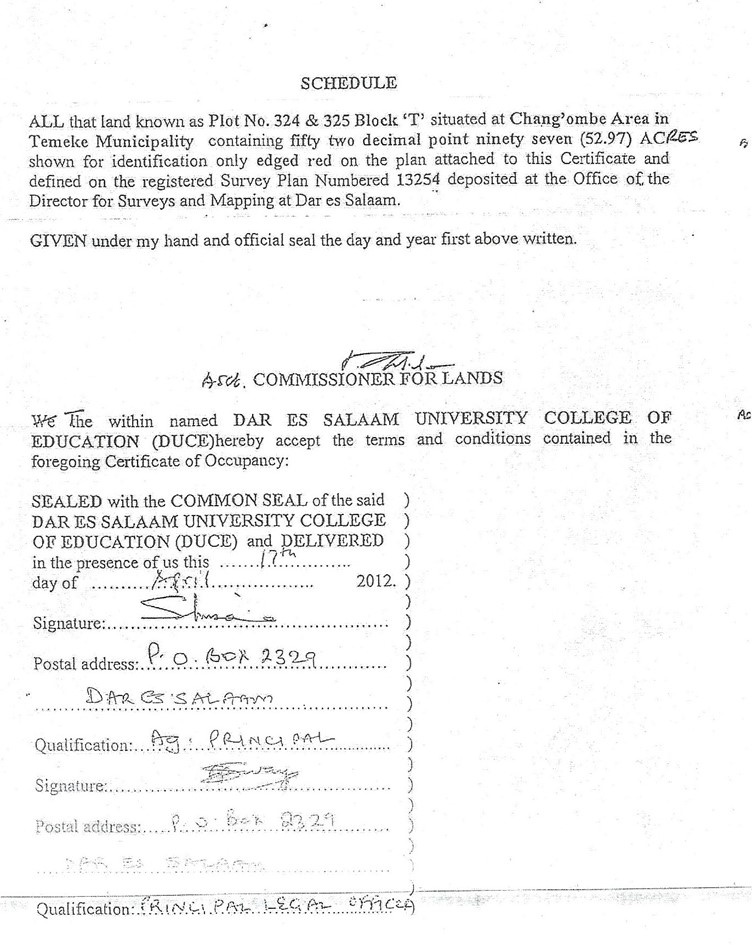 SCHEDULE
ALL that land known as Plot No. 324 & 325 Block ‘T’ situated at Chang’ombe Area in
Temeke Municipality containing fifty two decimal point ninety seven (52.97) ACRES
shown for identification only edged red on the plan attached to this Certificate and
defined on the registered Survey Plan Numbered 13254 deposited at the Office of the
Director for Surveys and Mapping at Dar es Salaam.
GIVEN under my hand and official seal the day and year first above written.
COMMISSIONER FOR LANDS
We The within named DAR ES SALAAM UNIVERSITY COLLEGE OF
EDUCATION (DUCE)hereby accept the terms and conditions contained in the
foregoing Certificate of Occupancy:
SEALED with the COMMON SEAL of the said )
DAR ES SALAAM UNIVERSITY COLLEGE )
OF EDUCATION (DUCE) and DELIVERED )
in the presence of us this .......17th............ )
day of ..........April.................... 2012. )
Signature:................................................ )
Postal address: P. O. BOX 2329 ............ )
DAR ES SALAAM )
Qualification:...Ag: PRINCIPAL............ )
Signature:................................................ )
Postal address:.....P. O. Box 2329.......... )
DAR ES SALAAM )
Qualification: PRINCIPAL LEGAL OFFICER )